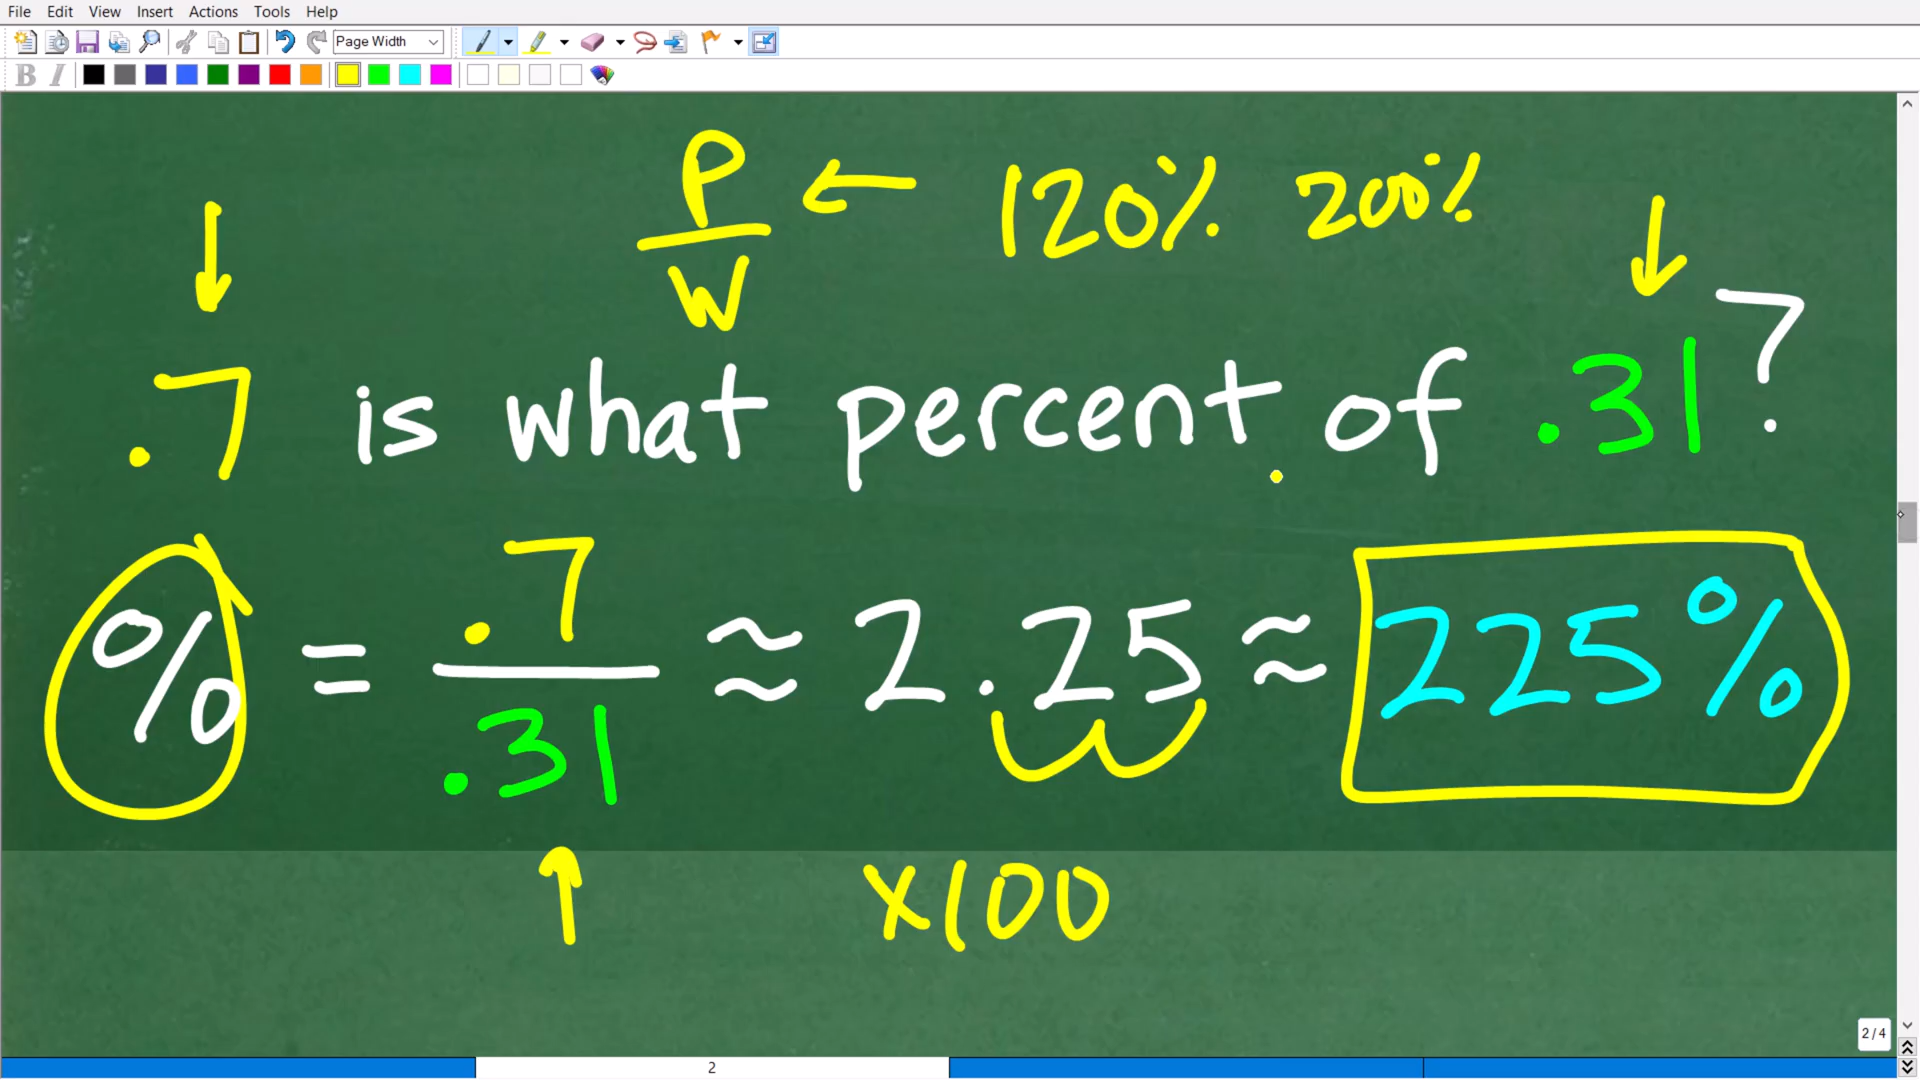 File Edit View Insert Actions Tools Help
Page Width
B I
P ← 120% 200%
W
.7 is what percent of .31?
% = .7 ≈ 2.25 ≈ 225%
.31
x100
2/4
2